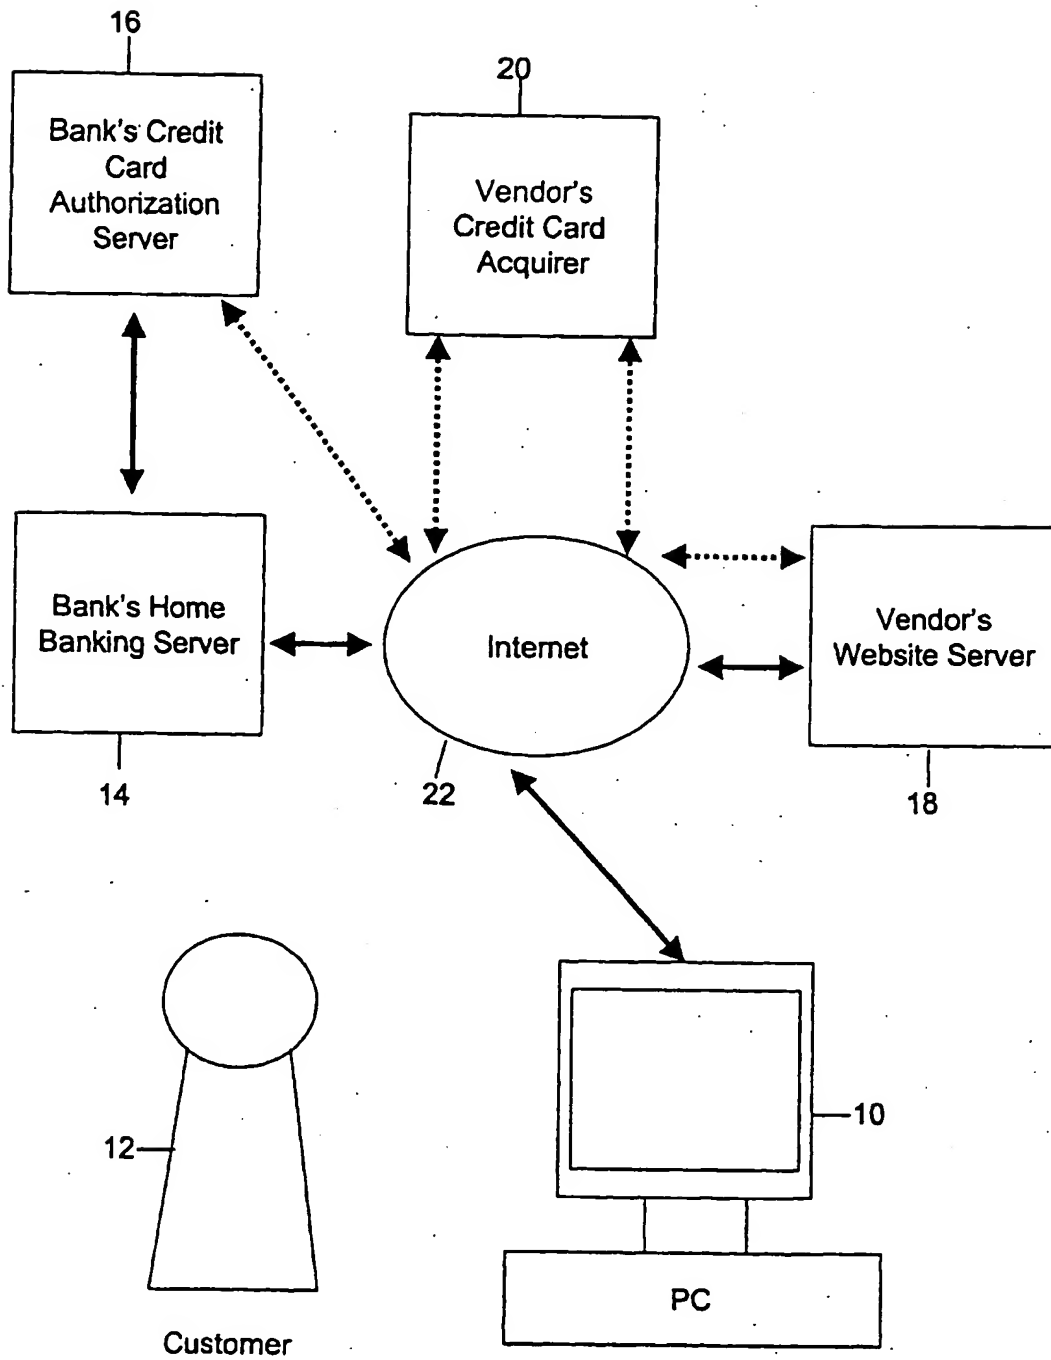 16
20
Bank's Credit
Card
Authorization
Server
Vendor's
Credit Card
Acquirer
Bank's Home
Banking Server
Internet
Vendor's
Website Server
14
22
18
12
10
PC
Customer